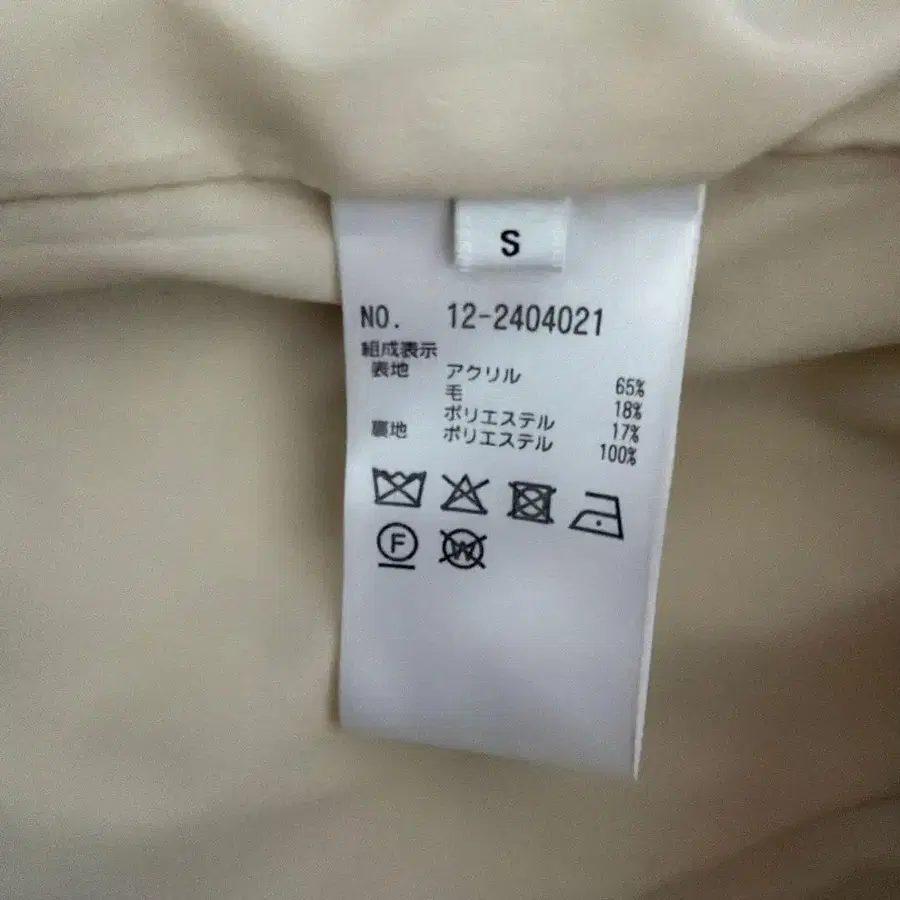 S
NO. 12-2404021
組成表示
表地 アクリル 65%
毛 18%
ポリエステル 17%
裏地 ポリエステル 100%
F W